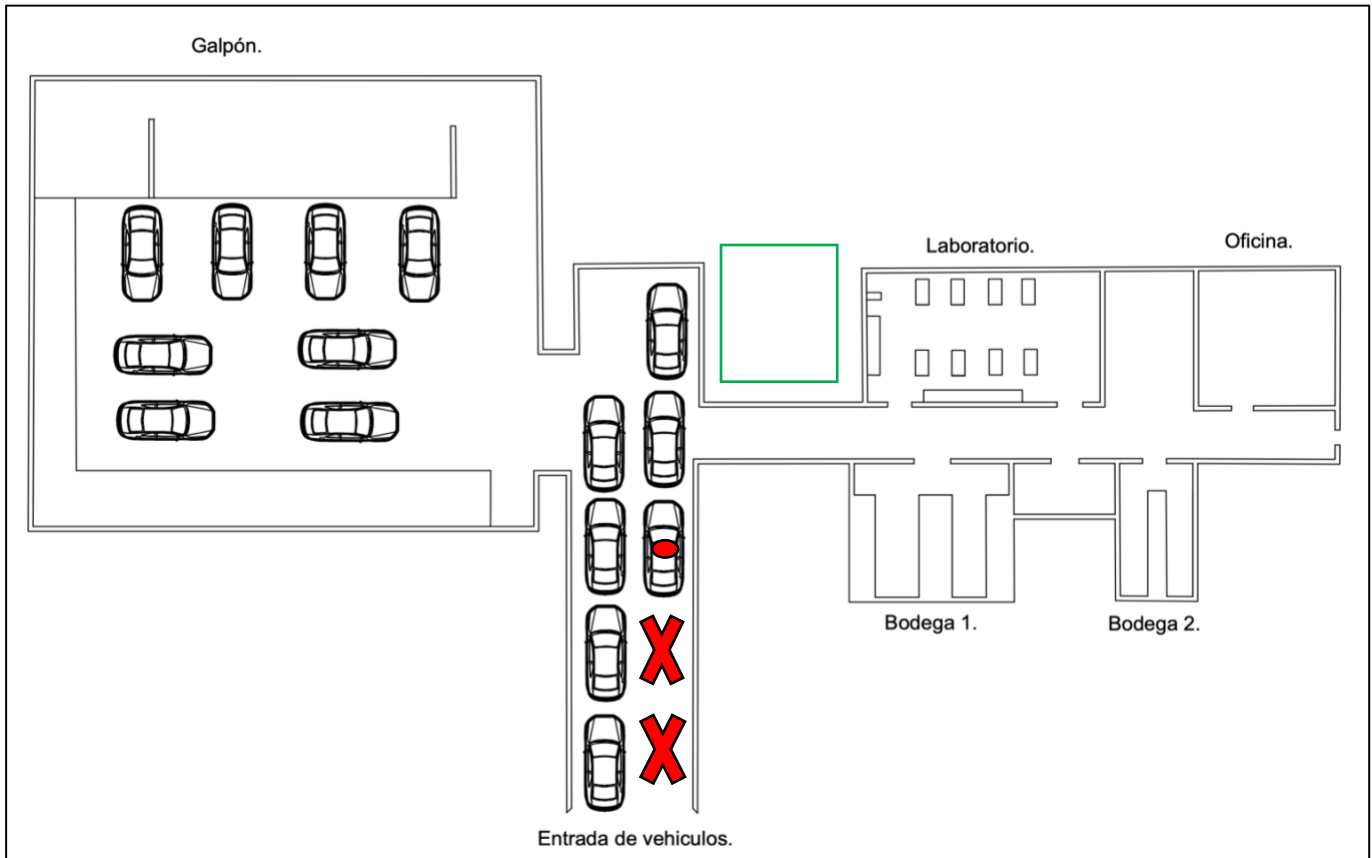 Galpón.
Laboratorio.
Oficina.
Bodega 1.
Bodega 2.
Entrada de vehiculos.